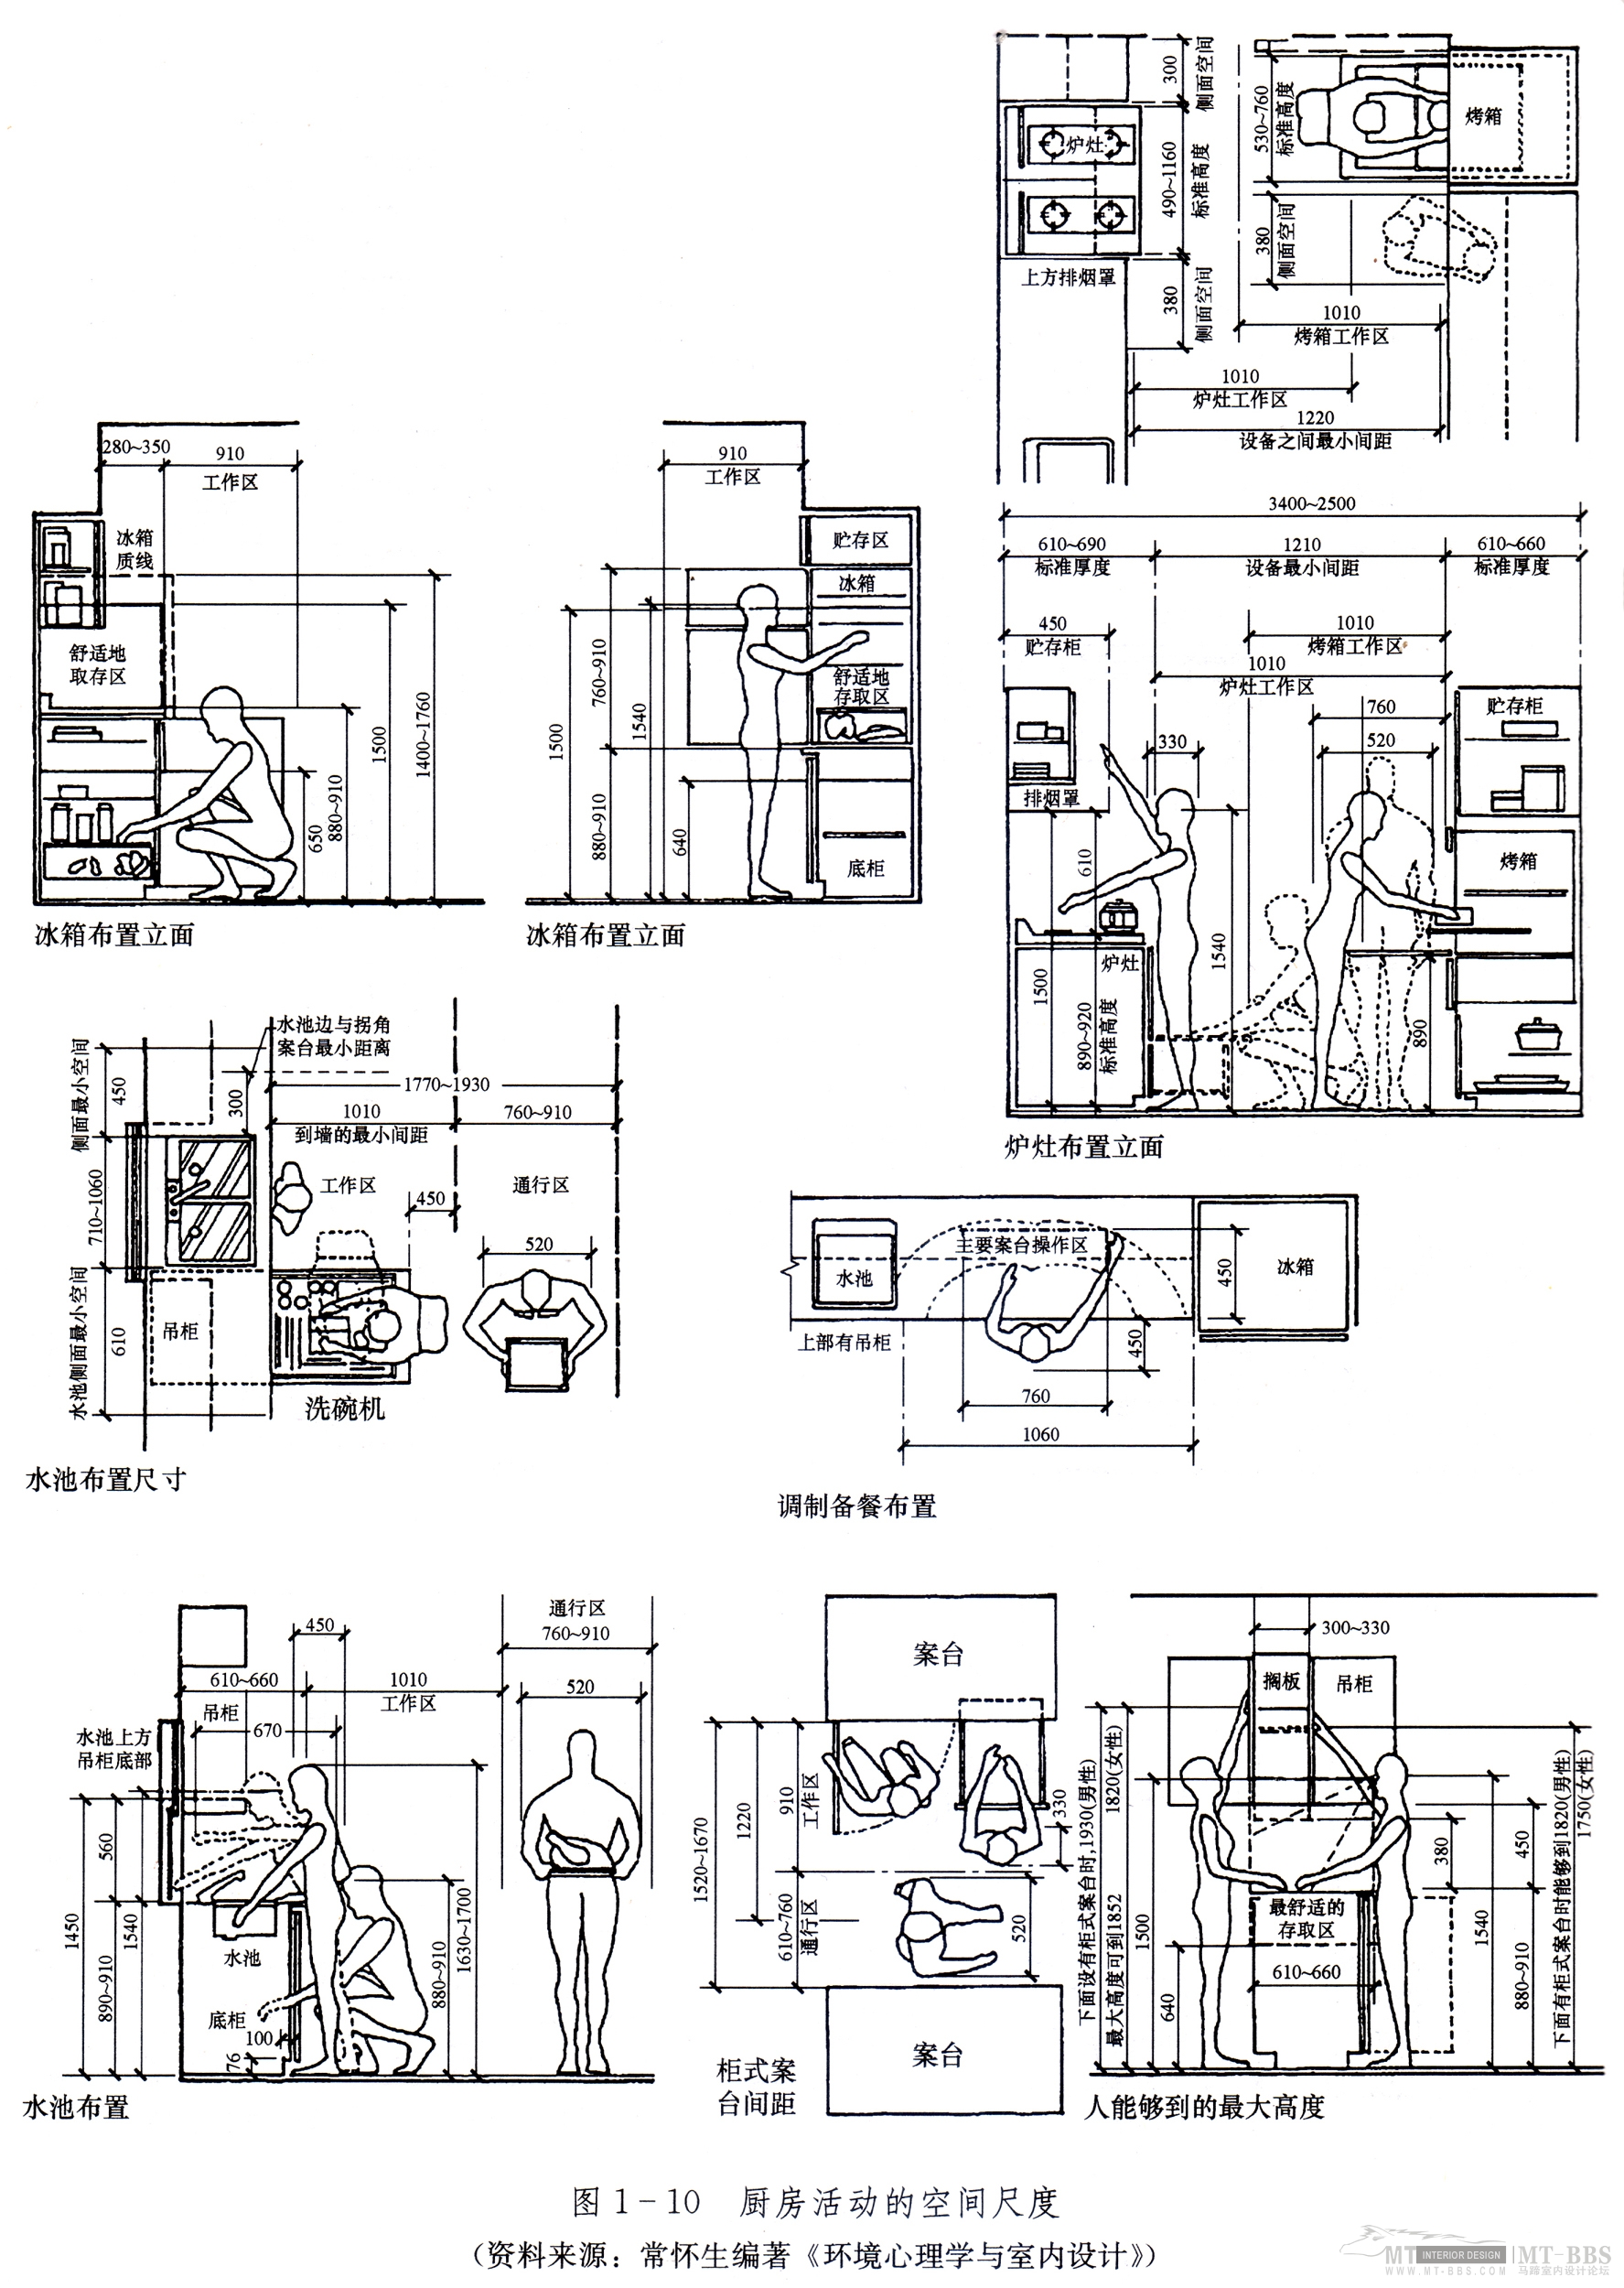 300
侧面空间
490~1160
标准高度
380
侧面空间
炉灶
上方排烟罩
530~760
标准高度
380
侧面空间
烤箱
1010
烤箱工作区
1010
炉灶工作区
1220
设备之间最小间距
280~350
910
工作区
冰箱
质线
舒适地
取存区
650
880~910
1500
1400~1760
冰箱布置立面
910
工作区
贮存区
冰箱
舒适地
存取区
底柜
760~910
1500
1540
880~910
640
冰箱布置立面
3400~2500
610~690
标准厚度
1210
设备最小间距
610~660
标准厚度
450
贮存柜
1010
烤箱工作区
1010
炉灶工作区
760
520
330
贮存柜
排烟罩
烤箱
610
炉灶
1500
890~920
标准高度
1540
890
炉灶布置立面
水池边与拐角
案台最小距离
侧面最小空间
450
300
1770~1930
1010
到墙的最小间距
760~910
工作区
450
通行区
710~1060
520
水池侧面最小空间
610
吊柜
洗碗机
水池布置尺寸
主要案台操作区
水池
450
冰箱
上部有吊柜
450
760
1060
调制备餐布置
450
通行区
760~910
610~660
1010
工作区
520
吊柜
670
水池上方
吊柜底部
560
1450
890~910
1540
水池
底柜
100
76
880~910
1630~1700
水池布置
案台
910
工作区
1220
1520~1670
330
610~760
通行区
520
案台
柜式案
台间距
300~330
搁板
吊柜
下面设有柜式案台时,1930(男性)
最大高度可到1852
1820(女性)
1500
640
最舒适的
存取区
610~660
380
450
1540
880~910
下面有柜式案台时能够到1820(男性)
1750(女性)
人能够到的最大高度
图1-10 厨房活动的空间尺度
(资料来源：常怀生编著《环境心理学与室内设计》)
MT INTERIOR DESIGN MT-BBS
WWW.MT-BBS.COM 马蹄室内设计论坛